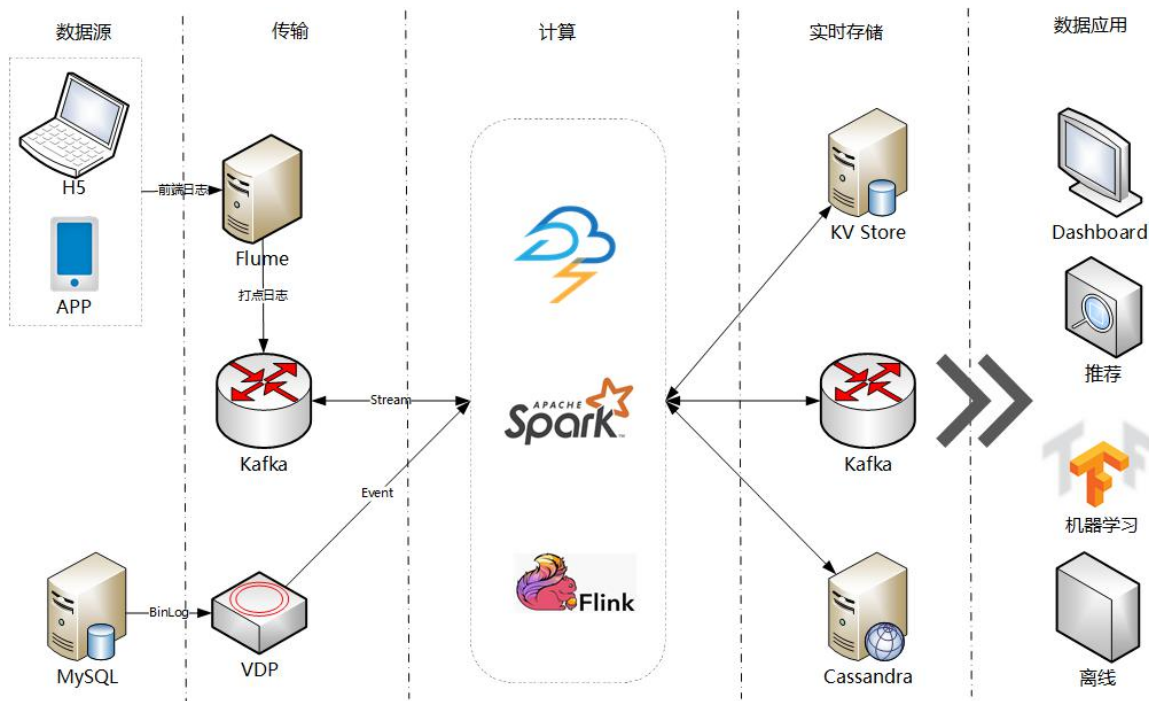 数据源
传输
计算
实时存储
数据应用
H5
APP
前端日志
Flume
打点日志
Kafka
Stream
Event
MySQL
BinLog
VDP
APACHE
Spark
TM
Flink
KV Store
Kafka
Cassandra
Dashboard
推荐
机器学习
离线